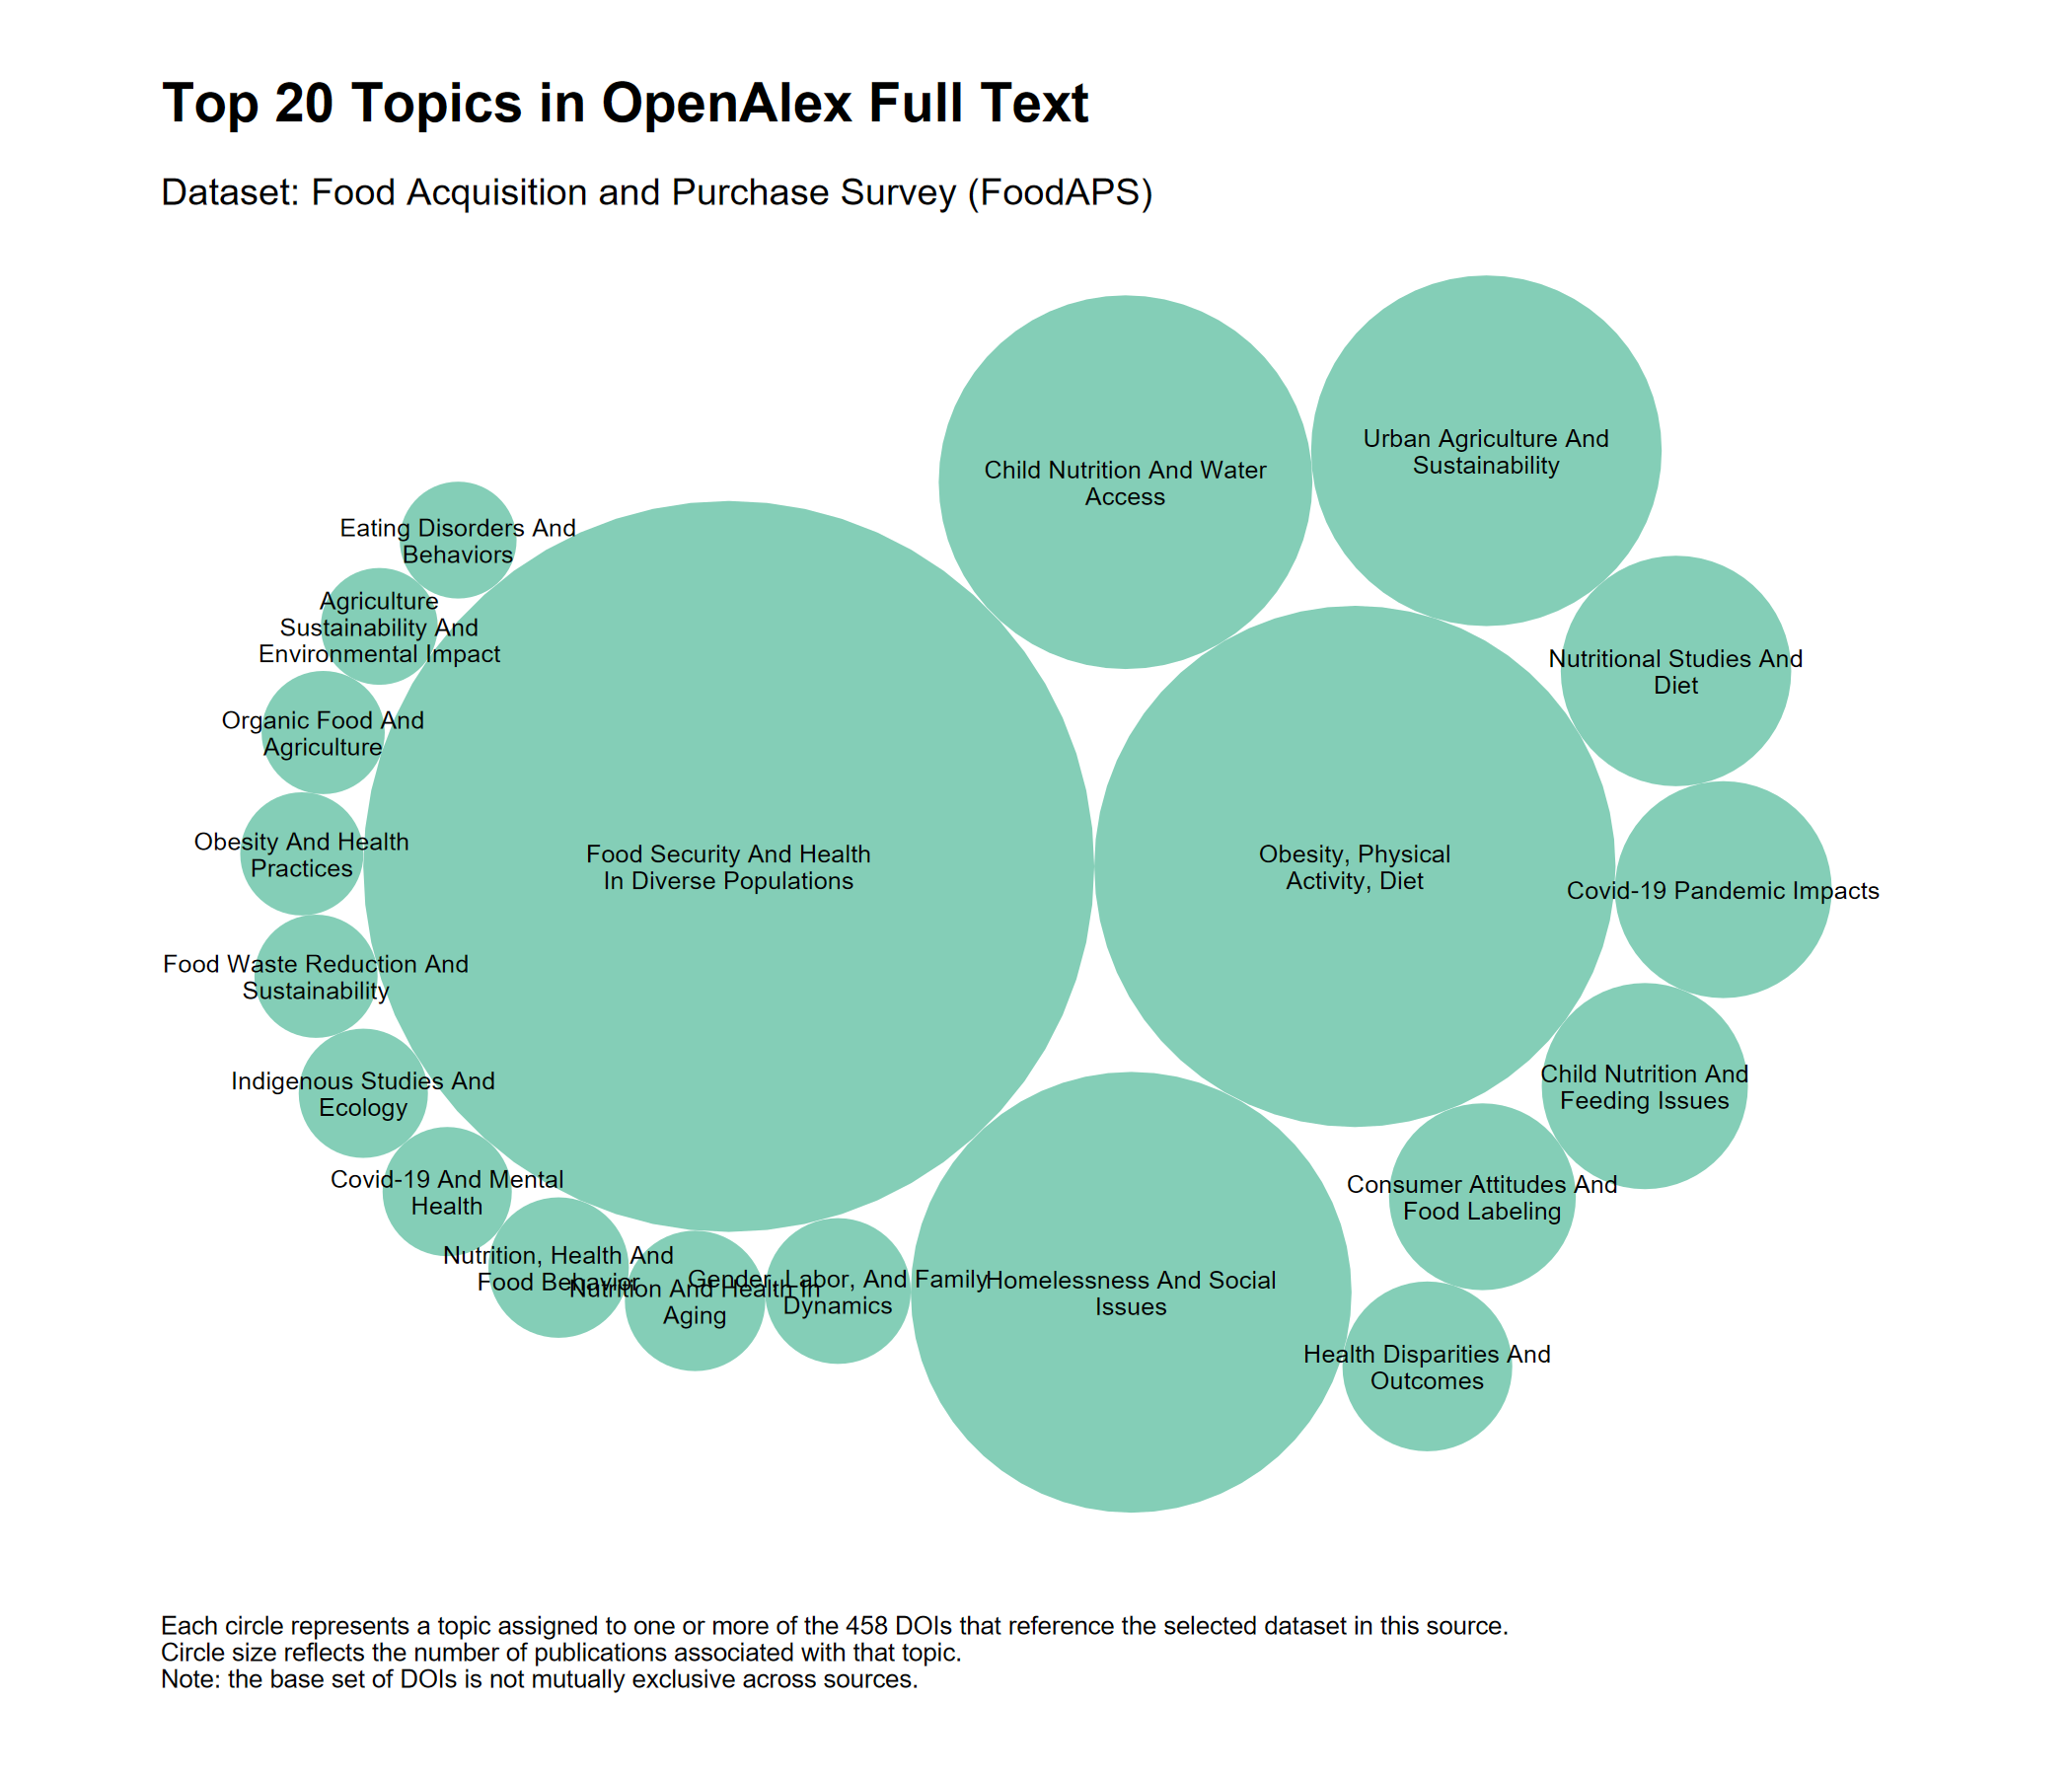 Top 20 Topics in OpenAlex Full Text
Dataset: Food Acquisition and Purchase Survey (FoodAPS)
Urban Agriculture And
Sustainability
Child Nutrition And Water
Access
Eating Disorders And
Behaviors
Agriculture
Sustainability And
Environmental Impact
Nutritional Studies And
Diet
Organic Food And
Agriculture
Obesity And Health
Practices
Food Security And Health
In Diverse Populations
Obesity, Physical
Activity, Diet
Covid-19 Pandemic Impacts
Food Waste Reduction And
Sustainability
Indigenous Studies And
Ecology
Child Nutrition And
Feeding Issues
Covid-19 And Mental
Health
Consumer Attitudes And
Food Labeling
Nutrition, Health And
Food Behavior
Nutrition And Health In
Aging
Gender, Labor, And Family
Dynamics
Homelessness And Social
Issues
Health Disparities And
Outcomes
Each circle represents a topic assigned to one or more of the 458 DOIs that reference the selected dataset in this source.
Circle size reflects the number of publications associated with that topic.
Note: the base set of DOIs is not mutually exclusive across sources.